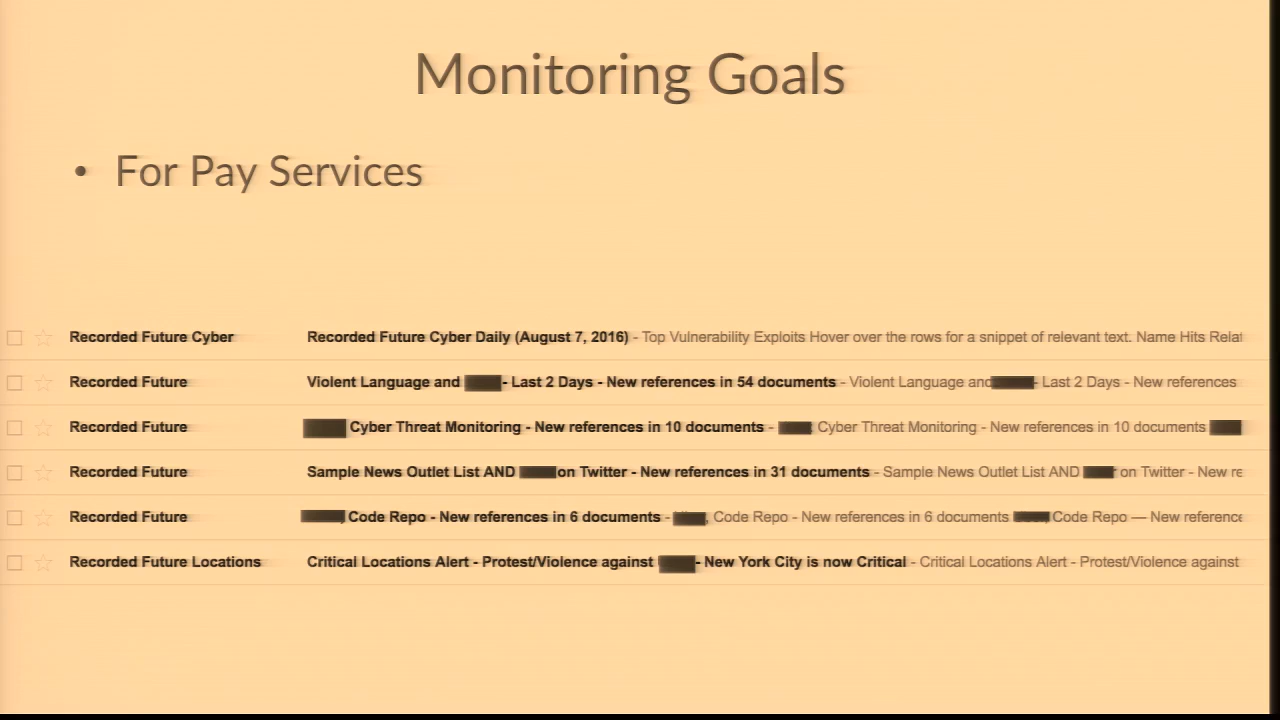 Monitoring Goals
• For Pay Services
Recorded Future Cyber Recorded Future Cyber Daily (August 7, 2016) - Top Vulnerability Exploits Hover over the rows for a snippet of relevant text. Name Hits Relat
Recorded Future Violent Language and - Last 2 Days - New references in 54 documents - Violent Language and - Last 2 Days - New references
Recorded Future Cyber Threat Monitoring - New references in 10 documents - Cyber Threat Monitoring - New references in 10 documents
Recorded Future Sample News Outlet List AND on Twitter - New references in 31 documents - Sample News Outlet List AND on Twitter - New re
Recorded Future Code Repo - New references in 6 documents - , Code Repo - New references in 6 documents Code Repo — New reference
Recorded Future Locations Critical Locations Alert - Protest/Violence against - New York City is now Critical - Critical Locations Alert - Protest/Violence against